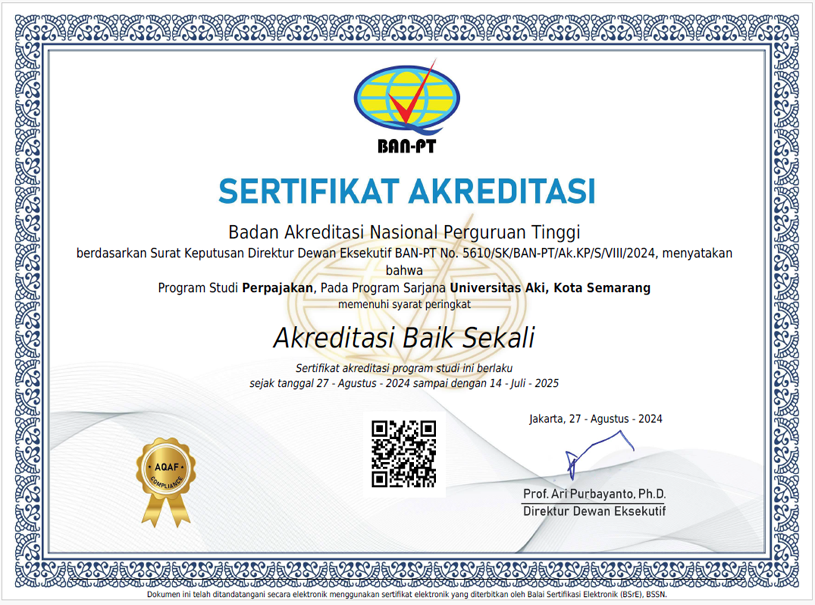 BAN-PT
SERTIFIKAT AKREDITASI
Badan Akreditasi Nasional Perguruan Tinggi
berdasarkan Surat Keputusan Direktur Dewan Eksekutif BAN-PT No. 5610/SK/BAN-PT/Ak.KP/S/VIII/2024, menyatakan
bahwa
Program Studi Perpajakan, Pada Program Sarjana Universitas Aki, Kota Semarang
memenuhi syarat peringkat
Akreditasi Baik Sekali
Sertifikat akreditasi program studi ini berlaku
sejak tanggal 27 - Agustus - 2024 sampai dengan 14 - Juli - 2025
Jakarta, 27 - Agustus - 2024
AQAF
COMPLIANCE
Prof. Ari Purbayanto, Ph.D.
Direktur Dewan Eksekutif
Dokumen ini telah ditandatangani secara elektronik menggunakan sertifikat elektronik yang diterbitkan oleh Balai Sertifikasi Elektronik (BSrE), BSSN.